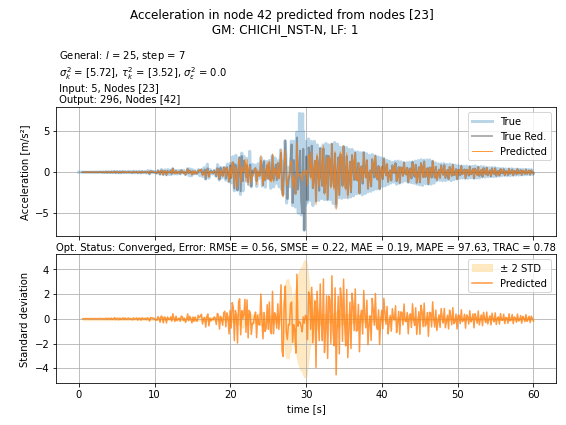 Acceleration in node 42 predicted from nodes [23]
GM: CHICHI_NST-N, LF: 1
General: l = 25, step = 7
σ²ₖ = [5.72], τ²ₖ = [3.52], σ²ε = 0.0
Input: 5, Nodes [23]
Output: 296, Nodes [42]
Acceleration [m/s²]
5
0
−5
True
True Red.
Predicted
Opt. Status: Converged, Error: RMSE = 0.56, SMSE = 0.22, MAE = 0.19, MAPE = 97.63, TRAC = 0.78
Standard deviation
4
2
0
−2
−4
± 2 STD
Predicted
0 10 20 30 40 50 60
time [s]